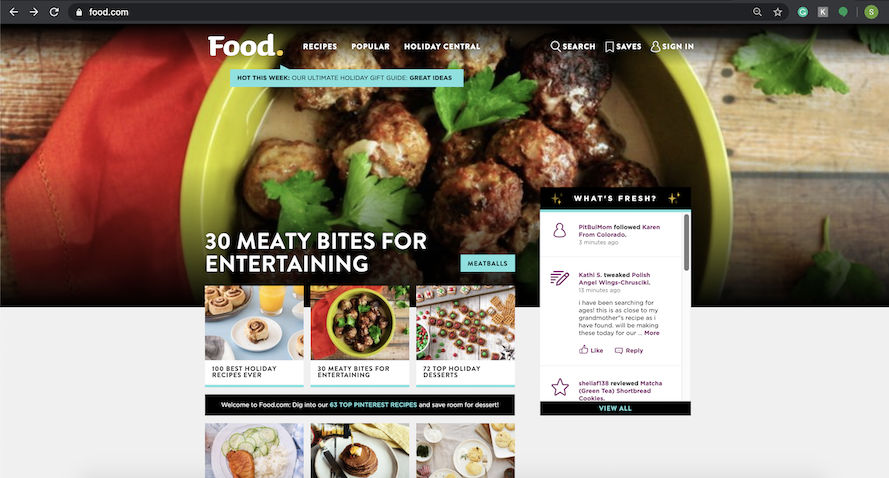 food.com
K
S
Food.
RECIPES
POPULAR
HOLIDAY CENTRAL
SEARCH
SAVES
SIGN IN
HOT THIS WEEK: OUR ULTIMATE HOLIDAY GIFT GUIDE: GREAT IDEAS
30 MEATY BITES FOR
ENTERTAINING
MEATBALLS
100 BEST HOLIDAY
RECIPES EVER
30 MEATY BITES FOR
ENTERTAINING
72 TOP HOLIDAY
DESSERTS
Welcome to Food.com: Dig into our 63 TOP PINTEREST RECIPES and save room for dessert!
WHAT'S FRESH?
PitBulMom followed Karen
From Colorado.
3 minutes ago
Kathi S. tweaked Polish
Angel Wings-Chrusciki.
13 minutes ago
i have been searching for
ages! this is as close to my
grandmother"s recipe as i
have found. will be making
these today for our ... More
Like
Reply
sheilaf138 reviewed Matcha
(Green Tea) Shortbread
Cookies.
VIEW ALL